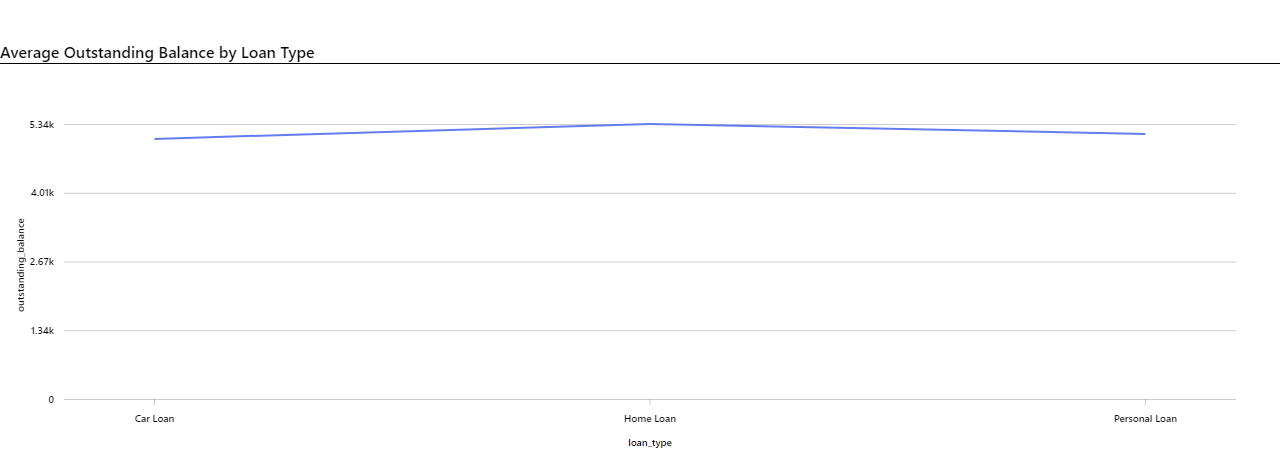 Average Outstanding Balance by Loan Type
5.34k
4.01k
2.67k
1.34k
0
outstanding_balance
Car Loan
Home Loan
Personal Loan
loan_type